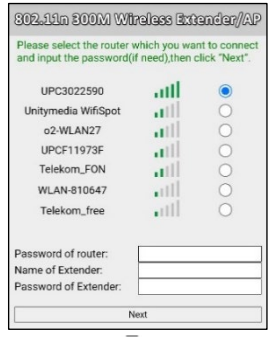 802.11n 300M Wireless Extender/AP
Please select the router which you want to connect
and input the password(if need),then click "Next".
UPC3022590
Unitymedia WifiSpot
o2-WLAN27
UPCF11973F
Telekom_FON
WLAN-810647
Telekom_free
Password of router:
Name of Extender:
Password of Extender:
Next